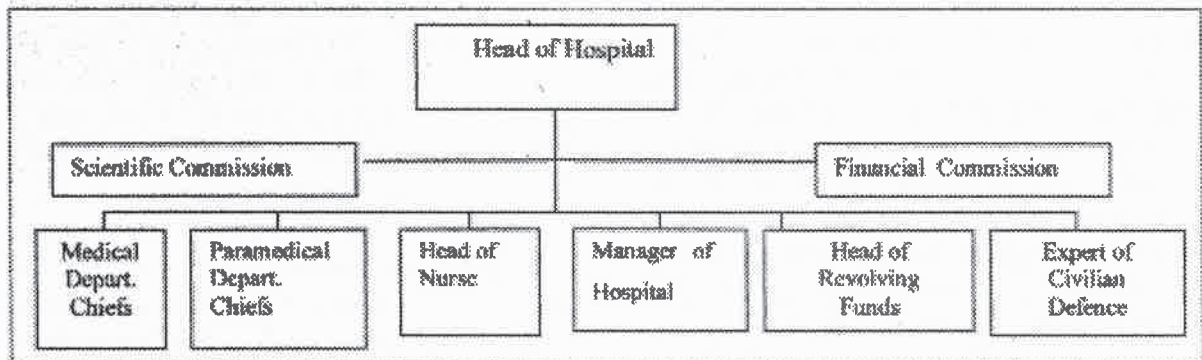 Head of Hospital
Scientific Commission
Financial Commission
Medical
Depart.
Chiefs
Paramedical
Depart.
Chiefs
Head of
Nurse
Manager of
Hospital
Head of
Revolving
Funds
Expert of
Civilian
Defence